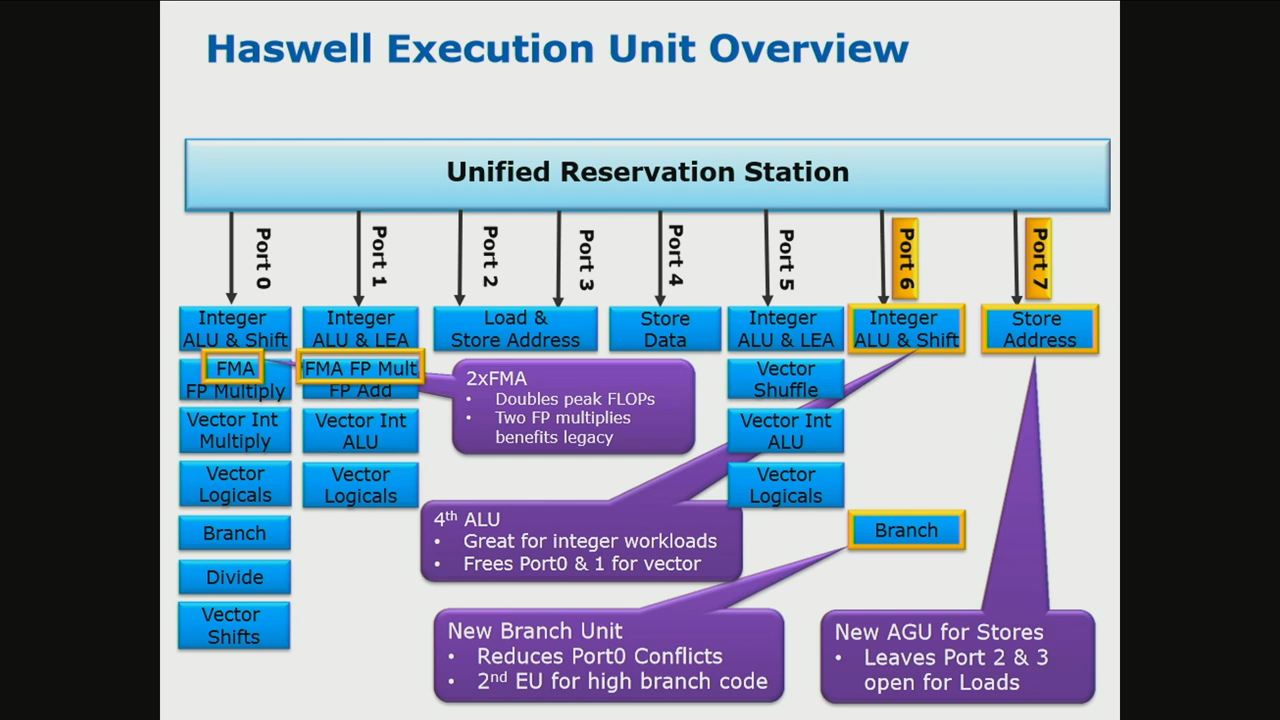 Haswell Execution Unit Overview
Unified Reservation Station
Port 0
Port 1
Port 2
Port 3
Port 4
Port 5
Port 6
Port 7
Integer
ALU & Shift
FMA
FP Multiply
Vector Int
Multiply
Vector
Logicals
Branch
Divide
Vector
Shifts
Integer
ALU & LEA
FMA FP Mult
FP Add
Vector Int
ALU
Vector
Logicals
Load &
Store Address
Store
Data
Integer
ALU & LEA
Vector
Shuffle
Vector Int
ALU
Vector
Logicals
Integer
ALU & Shift
Branch
Store
Address
2xFMA
• Doubles peak FLOPs
• Two FP multiplies
benefits legacy
4th ALU
• Great for integer workloads
• Frees Port0 & 1 for vector
New Branch Unit
• Reduces Port0 Conflicts
• 2nd EU for high branch code
New AGU for Stores
• Leaves Port 2 & 3
open for Loads